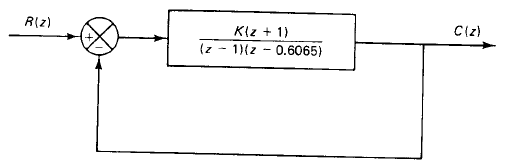 R(z)
+
−
K(z + 1)
(z − 1)(z − 0.6065)
C(z)